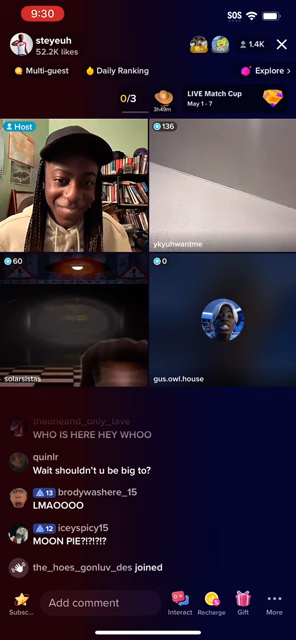 9:30
SOS
steyeuh
52.2K likes
1.4K
Multi-guest
Daily Ranking
Explore >
0/3
3h49m
LIVE Match Cup
May 1 - 7
Host
136
ykyuhwantme
60
solarsistas
0
gus.owl.house
theoneand_only_tave
WHO IS HERE HEY WHOO
quinlr
Wait shouldn't u be big to?
13 brodywashere_15
LMAOOOO
12 iceyspicy15
MOON PIE?!?!?!?
the_hoes_gonluv_des joined
Subsc...
Add comment
Interact
Recharge
Gift
More